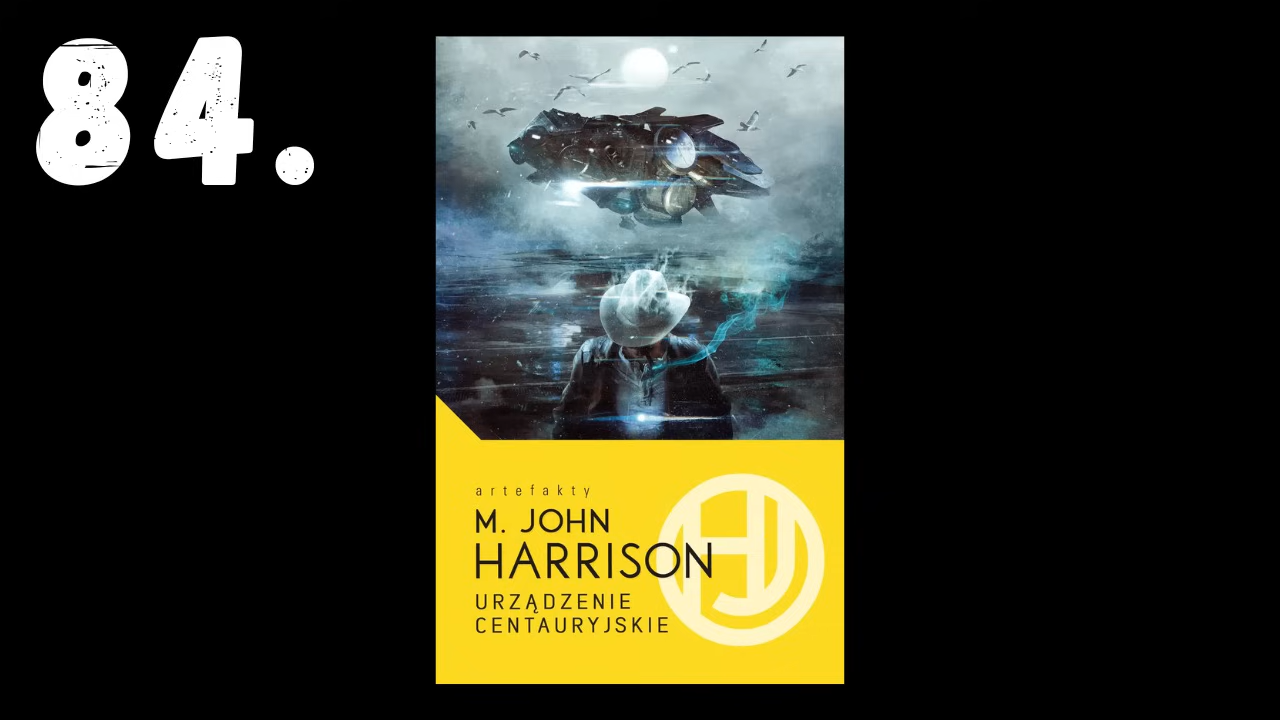 84.
artefakty
M. JOHN
HARRISON
URZĄDZENIE
CENTAURYJSKIE